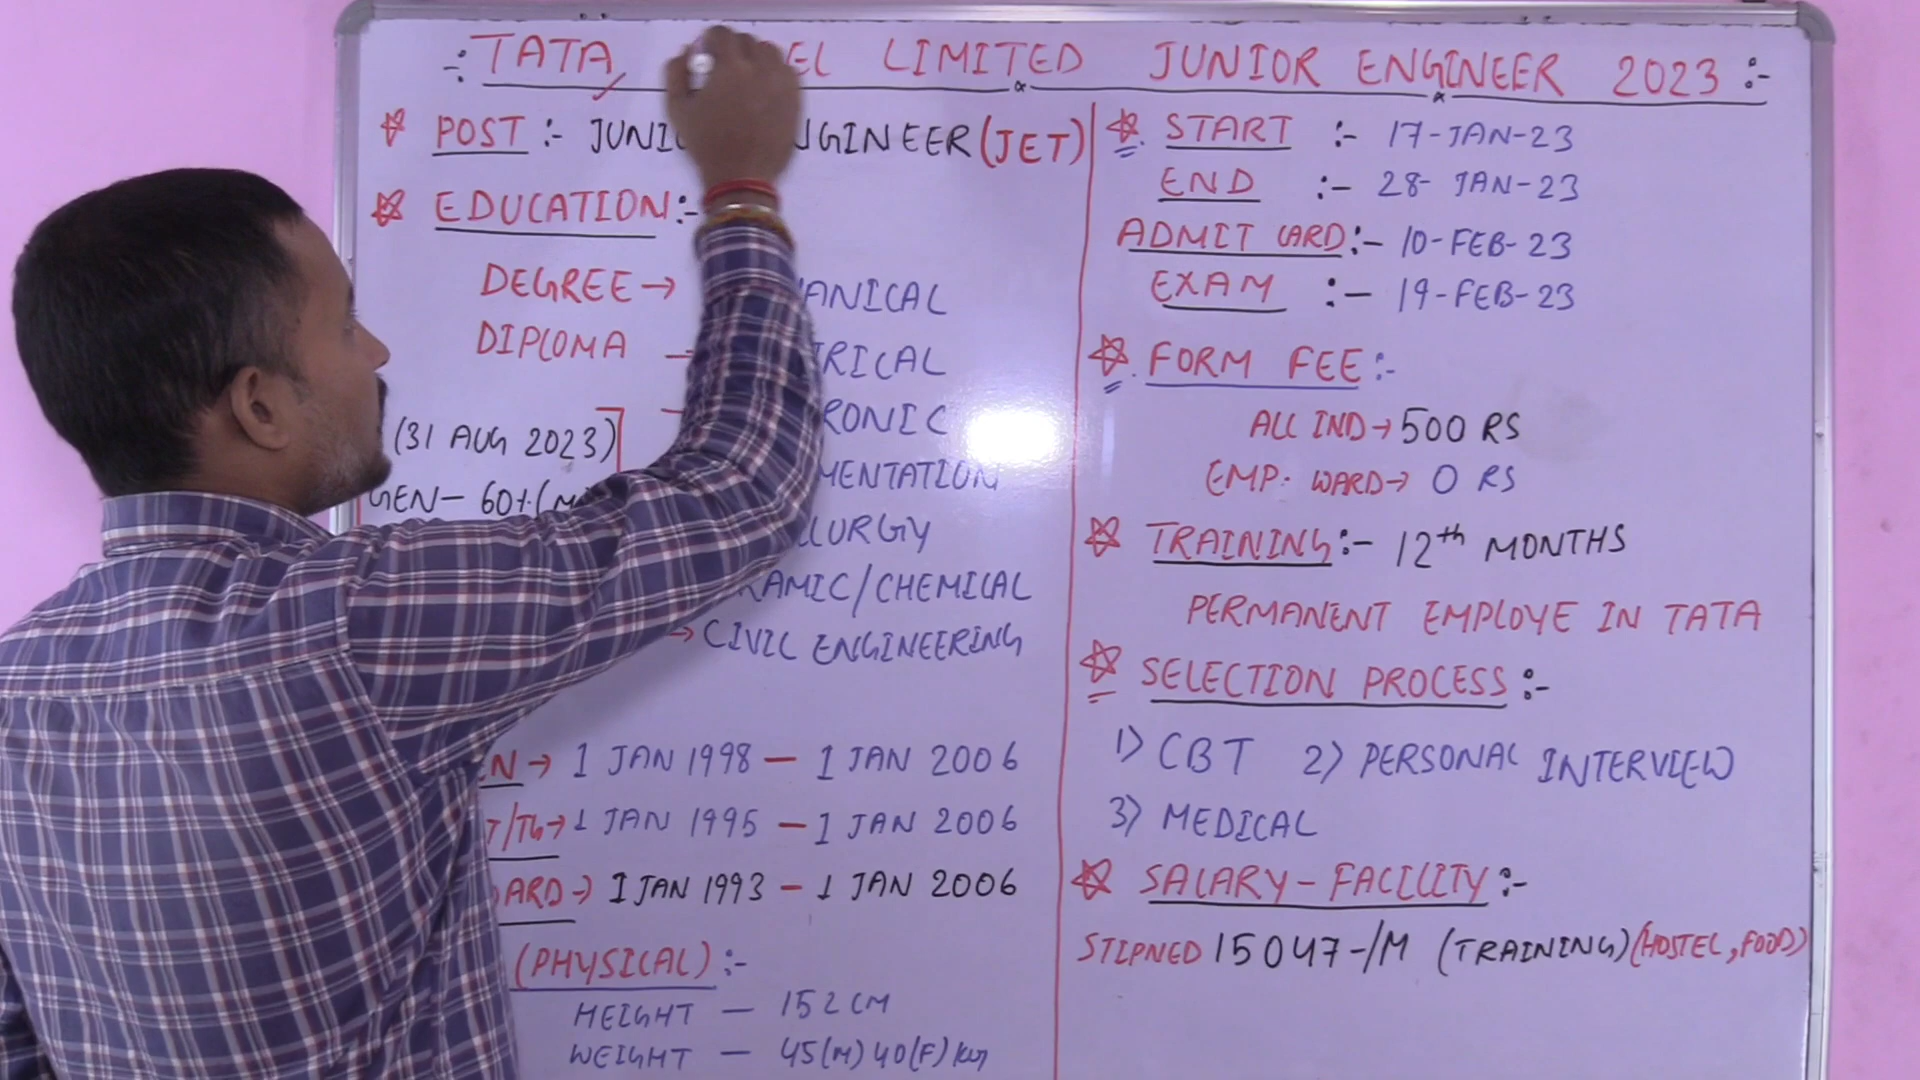 :- TATA LIMITED JUNIOR ENGINEER 2023 :-
☆ POST :- JUNI NGINEER (JET)
☆ EDUCATION :-
DEGREE → ANICAL
DIPLOMA → RICAL
→ RONIC
(31 AUG 2023)
MENTATION
GEN- 60%
LURGY
RAMIC/CHEMICAL
→ CIVIL ENGINEERING
EN → 1 JAN 1998 - 1 JAN 2006
T/TG → 1 JAN 1995 - 1 JAN 2006
ARD → 1 JAN 1993 - 1 JAN 2006
(PHYSICAL) :-
HEIGHT - 152 CM
WEIGHT - 45(M) 40(F) Kg
☆ START :- 17-JAN-23
END :- 28-JAN-23
ADMIT CARD :- 10-FEB-23
EXAM :- 19-FEB-23
☆ FORM FEE :-
ALL IND → 500 RS
EMP. WARD → 0 RS
☆ TRAINING :- 12th MONTHS
PERMANENT EMPLOYE IN TATA
☆ SELECTION PROCESS :-
1) CBT 2) PERSONAL INTERVIEW
3) MEDICAL
☆ SALARY-FACILITY :-
STIPNED 15047-/M (TRAINING) (HOSTEL, FOOD)